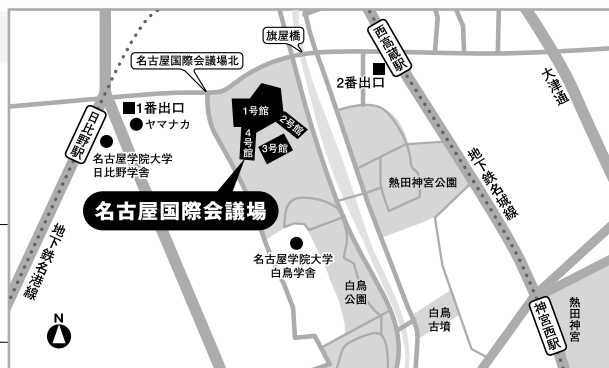 旗屋橋
名古屋国際会議場北
西高蔵駅
2番出口
大津通
1番出口
ヤマナカ
日比野駅
名古屋学院大学
日比野学舎
1号館
2号館
3号館
4号館
名古屋国際会議場
熱田神宮公園
地下鉄名城線
地下鉄名港線
名古屋学院大学
白鳥学舎
白鳥
公園
白鳥
古墳
神宮西駅
熱田神宮
N